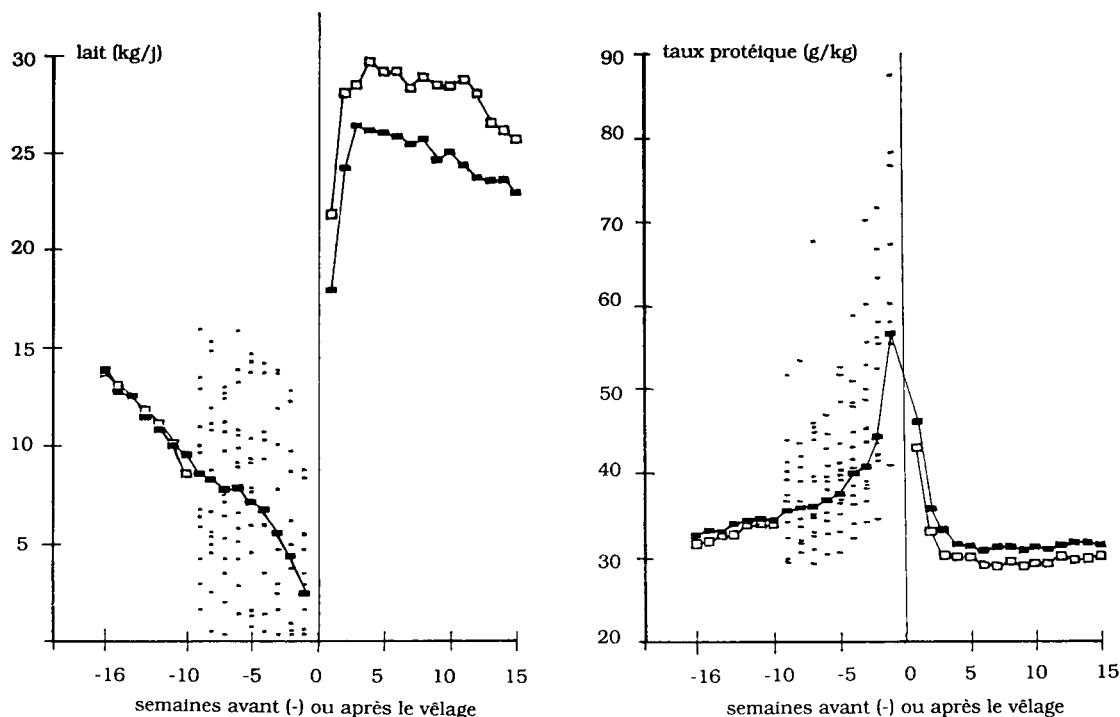 lait (kg/j)
30
25
20
15
10
5
-16 -10 -5 0 5 10 15
semaines avant (-) ou après le vêlage
taux protéique (g/kg)
90
80
70
60
50
40
30
20
-16 -10 -5 0 5 10 15
semaines avant (-) ou après le vêlage